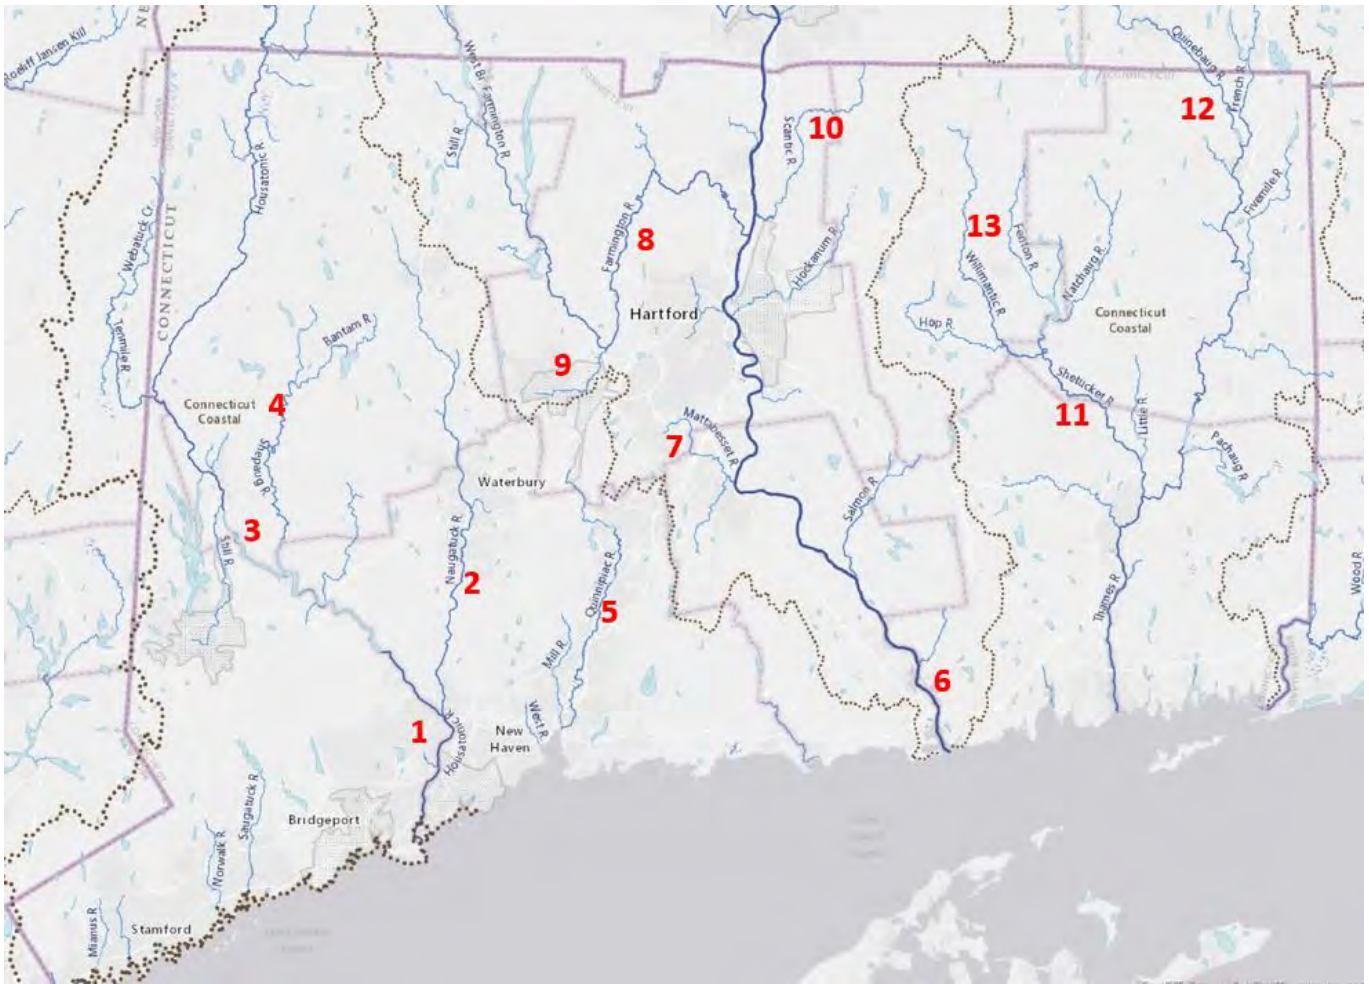 NE
Roeliff Jansen Kill
West Br Farmington R
Quinebaug R
French R
12
10
Still R
Scantic R
Housatonic R
Fivemile R
Webatuck Cr
CONNECTICUT
Farmington R
8
13
Fenton R
Hockanum R
Natchaug R
Willimantic R
Hartford
Connecticut
Coastal
Hop R
Tenmile R
Bantam R
9
Shetucket R
4
Connecticut
Coastal
11
Little R
Mattabesset R
7
Pachaug R
Shepaug R
Waterbury
Salmon R
3
Still R
Naugatuck R
2
Quinnipiac R
5
Thames R
Wood R
Mill R
6
1
Housatonic R
West R
New
Haven
Bridgeport
Saugatuck R
Norwalk R
Mianus R
Stamford